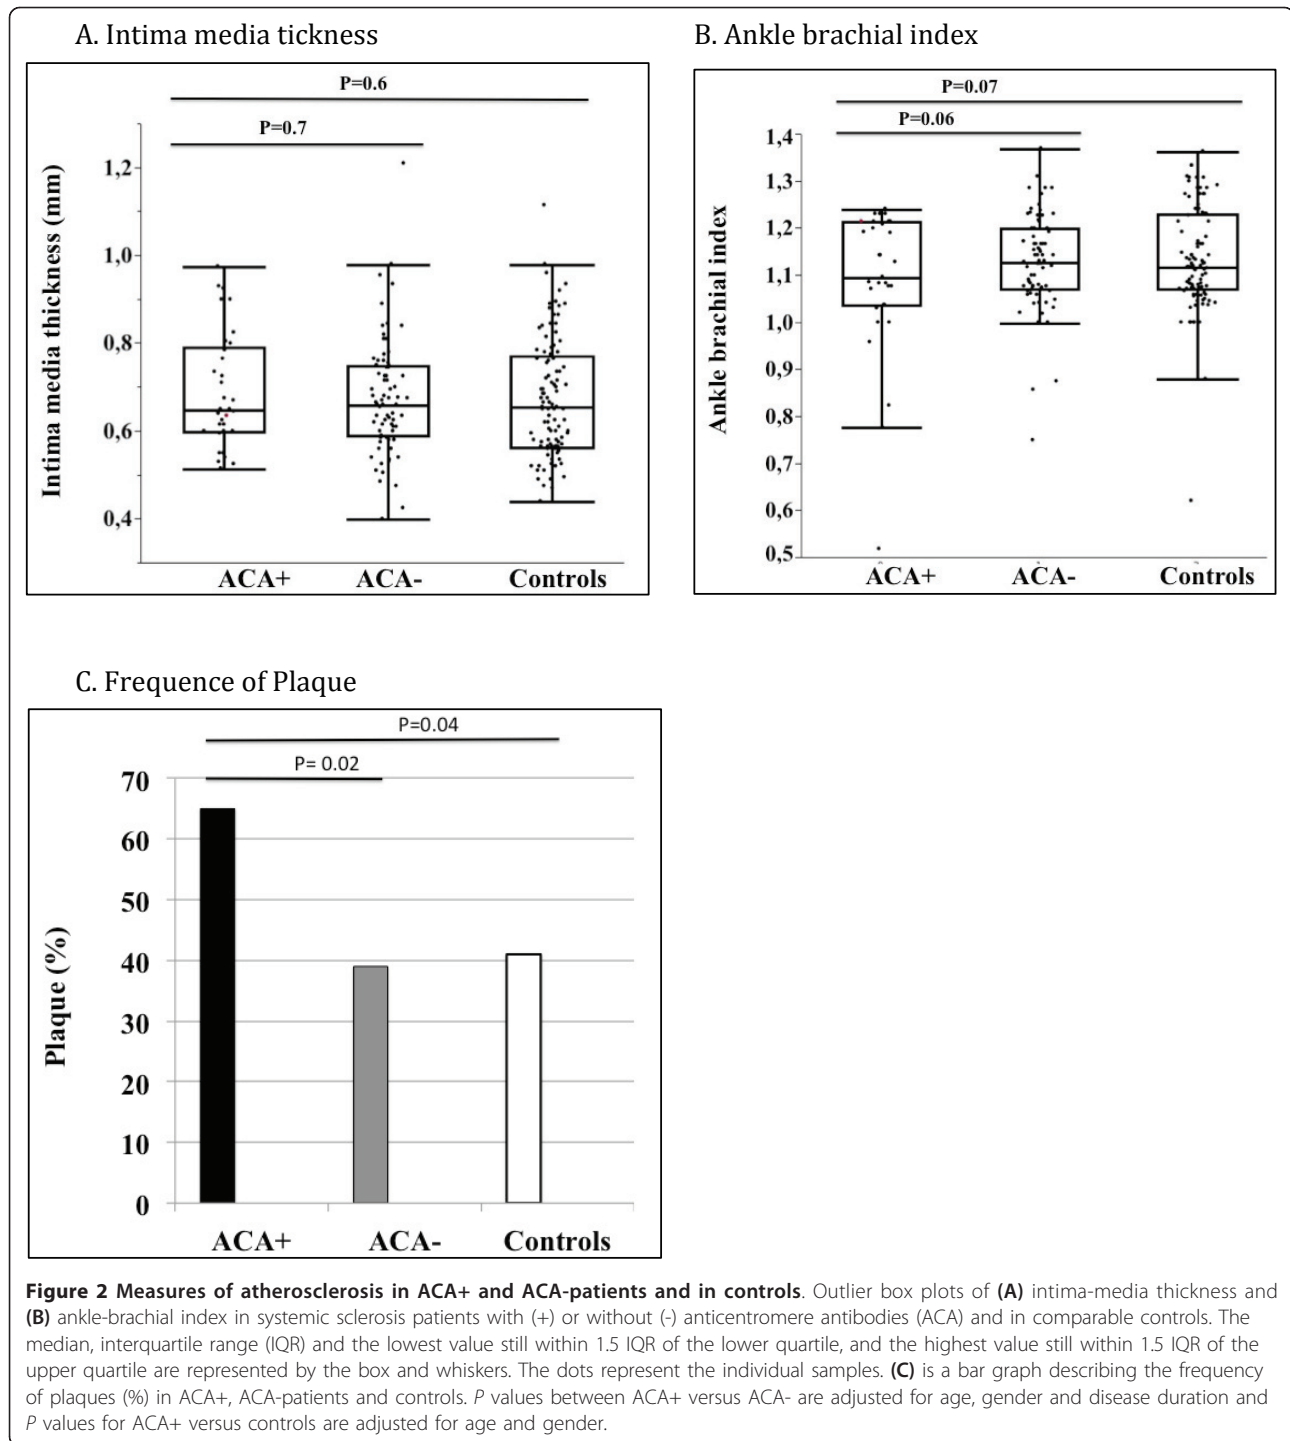 A. Intima media tickness
P=0.6
P=0.7
Intima media thickness (mm)
1,2
1,0
0,8
0,6
0,4
ACA+ ACA- Controls
B. Ankle brachial index
P=0.07
P=0.06
Ankle brachial index
1,4
1,3
1,2
1,1
1,0
0,9
0,8
0,7
0,6
0,5
ACA+ ACA- Controls
C. Frequence of Plaque
P=0.04
P= 0.02
Plaque (%)
70
60
50
40
30
20
10
0
ACA+ ACA- Controls
Figure 2 Measures of atherosclerosis in ACA+ and ACA-patients and in controls. Outlier box plots of (A) intima-media thickness and
(B) ankle-brachial index in systemic sclerosis patients with (+) or without (-) anticentromere antibodies (ACA) and in comparable controls. The
median, interquartile range (IQR) and the lowest value still within 1.5 IQR of the lower quartile, and the highest value still within 1.5 IQR of the
upper quartile are represented by the box and whiskers. The dots represent the individual samples. (C) is a bar graph describing the frequency
of plaques (%) in ACA+, ACA-patients and controls. P values between ACA+ versus ACA- are adjusted for age, gender and disease duration and
P values for ACA+ versus controls are adjusted for age and gender.